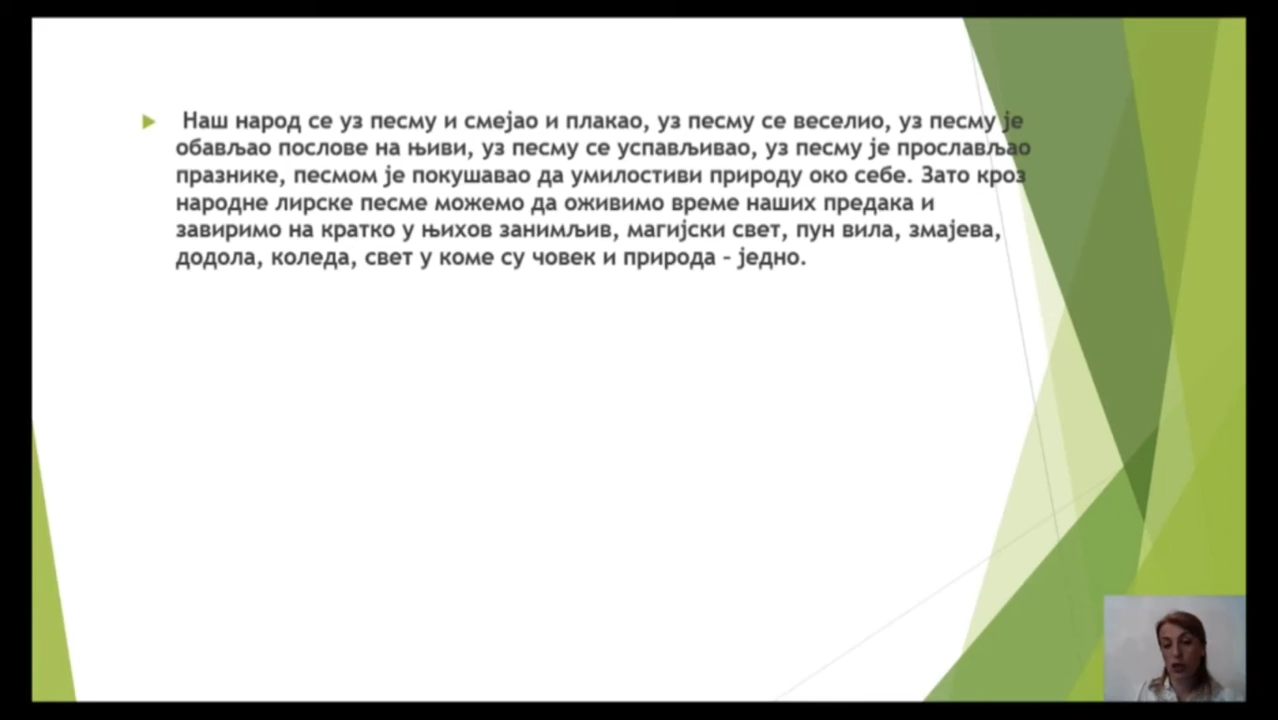 Наш народ се уз песму и смејао и плакао, уз песму се веселио, уз песму је
обављао послове на њиви, уз песму се успављивао, уз песму је прослављао
празнике, песмом је покушавао да умилостиви природу око себе. Зато кроз
народне лирске песме можемо да оживимо време наших предака и
завиримо на кратко у њихов занимљив, магијски свет, пун вила, змајева,
додола, коледа, свет у коме су човек и природа – једно.